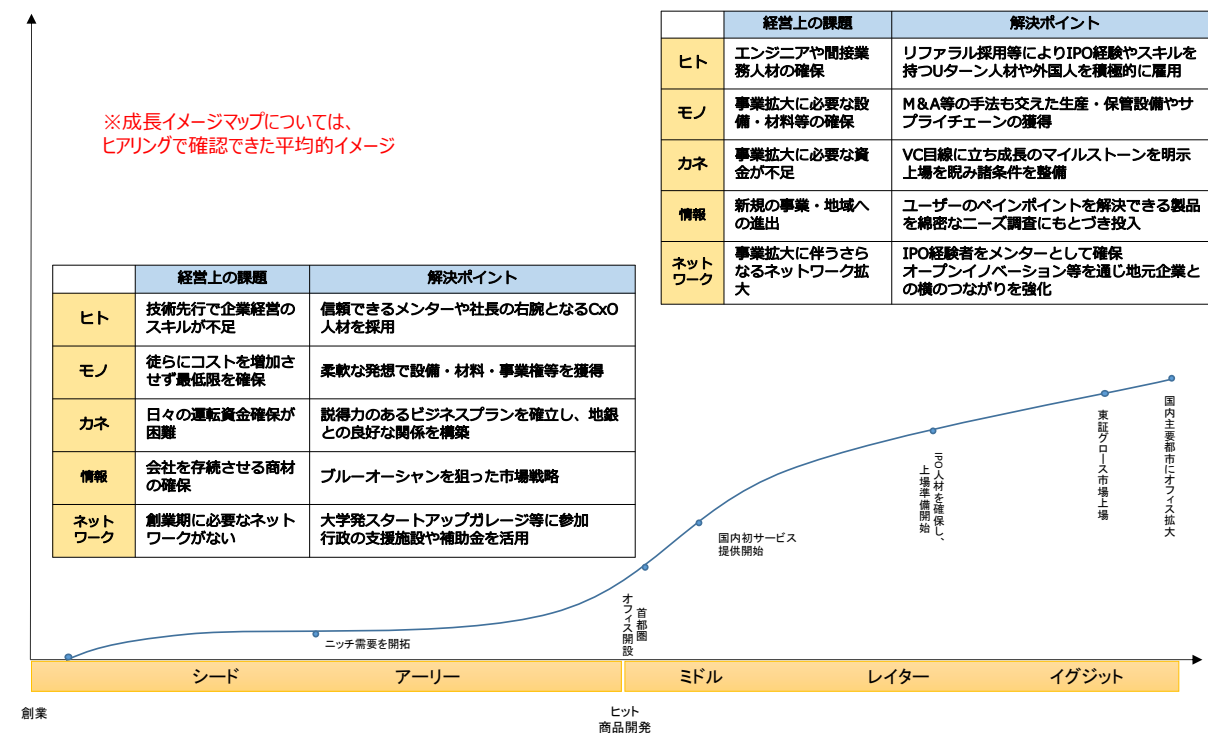 経営上の課題 解決ポイント
ヒト
エンジニアや間接業
務人材の確保
リファラル採用等によりIPO経験やスキルを
持つUターン人材や外国人を積極的に雇用
モノ
事業拡大に必要な設
備・材料等の確保
M&A等の手法も交えた生産・保管設備やサ
プライチェーンの獲得
カネ
事業拡大に必要な資
金が不足
VC目線に立ち成長のマイルストーンを明示
上場を睨み諸条件を整備
情報
新規の事業・地域へ
の進出
ユーザーのペインポイントを解決できる製品
を綿密なニーズ調査にもとづき投入
ネット
ワーク
事業拡大に伴うさら
なるネットワーク拡
大
IPO経験者をメンターとして確保
オープンイノベーション等を通じ地元企業と
の横のつながりを強化
※成長イメージマップについては、
ヒアリングで確認できた平均的イメージ
経営上の課題 解決ポイント
ヒト
技術先行で企業経営の
スキルが不足
信頼できるメンターや社長の右腕となるCxO
人材を採用
モノ
徒らにコストを増加さ
せず最低限を確保
柔軟な発想で設備・材料・事業権等を獲得
カネ
日々の運転資金確保が
困難
説得力のあるビジネスプランを確立し、地銀
との良好な関係を構築
情報
会社を存続させる商材
の確保
ブルーオーシャンを狙った市場戦略
ネット
ワーク
創業期に必要なネット
ワークがない
大学発スタートアップガレージ等に参加
行政の支援施設や補助金を活用
ニッチ需要を開拓
首都圏
オフィス開設
国内初サービス
提供開始
IPO人材を確保し、
上場準備開始
東証グロース市場上場
国内主要都市にオフィス拡大
シード アーリー ミドル レイター イグジット
創業
ヒット
商品開発